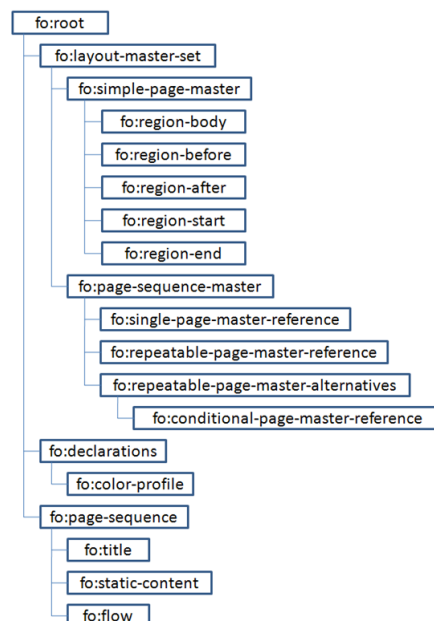 fo:root
fo:layout-master-set
fo:simple-page-master
fo:region-body
fo:region-before
fo:region-after
fo:region-start
fo:region-end
fo:page-sequence-master
fo:single-page-master-reference
fo:repeatable-page-master-reference
fo:repeatable-page-master-alternatives
fo:conditional-page-master-reference
fo:declarations
fo:color-profile
fo:page-sequence
fo:title
fo:static-content
fo:flow